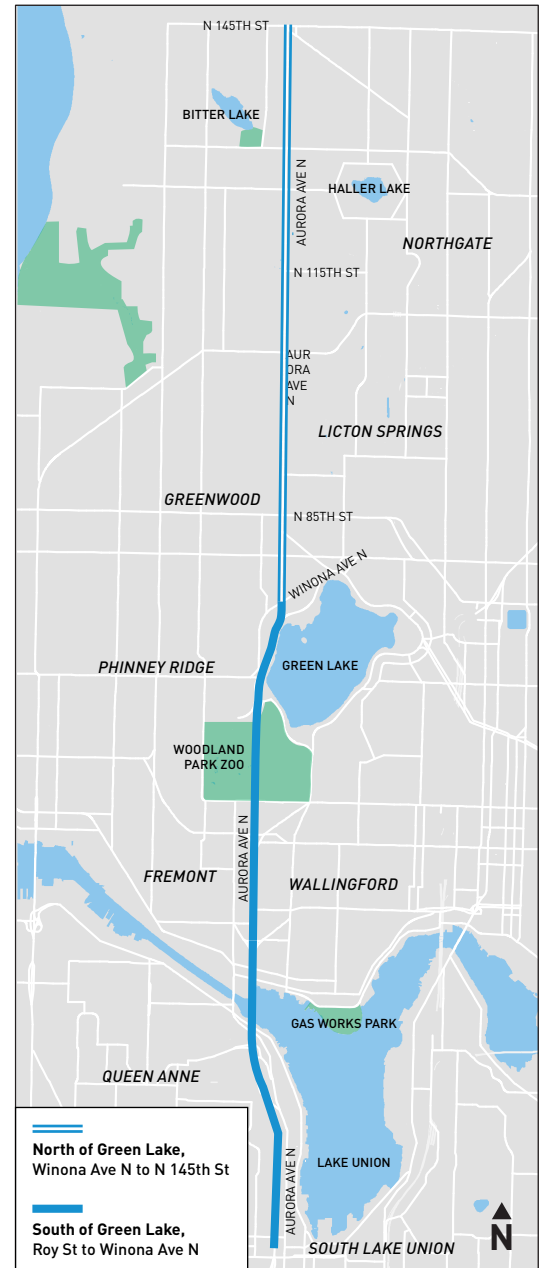 N 145TH ST
BITTER LAKE
AURORA AVE N
HALLER LAKE
NORTHGATE
N 115TH ST
AUR
ORA
AVE
N
LICTON SPRINGS
GREENWOOD
N 85TH ST
WINONA AVE N
PHINNEY RIDGE
GREEN LAKE
WOODLAND
PARK ZOO
AURORA AVE N
FREMONT
WALLINGFORD
GAS WORKS PARK
QUEEN ANNE
LAKE UNION
AURORA AVE N
SOUTH LAKE UNION
N
North of Green Lake,
Winona Ave N to N 145th St
South of Green Lake,
Roy St to Winona Ave N